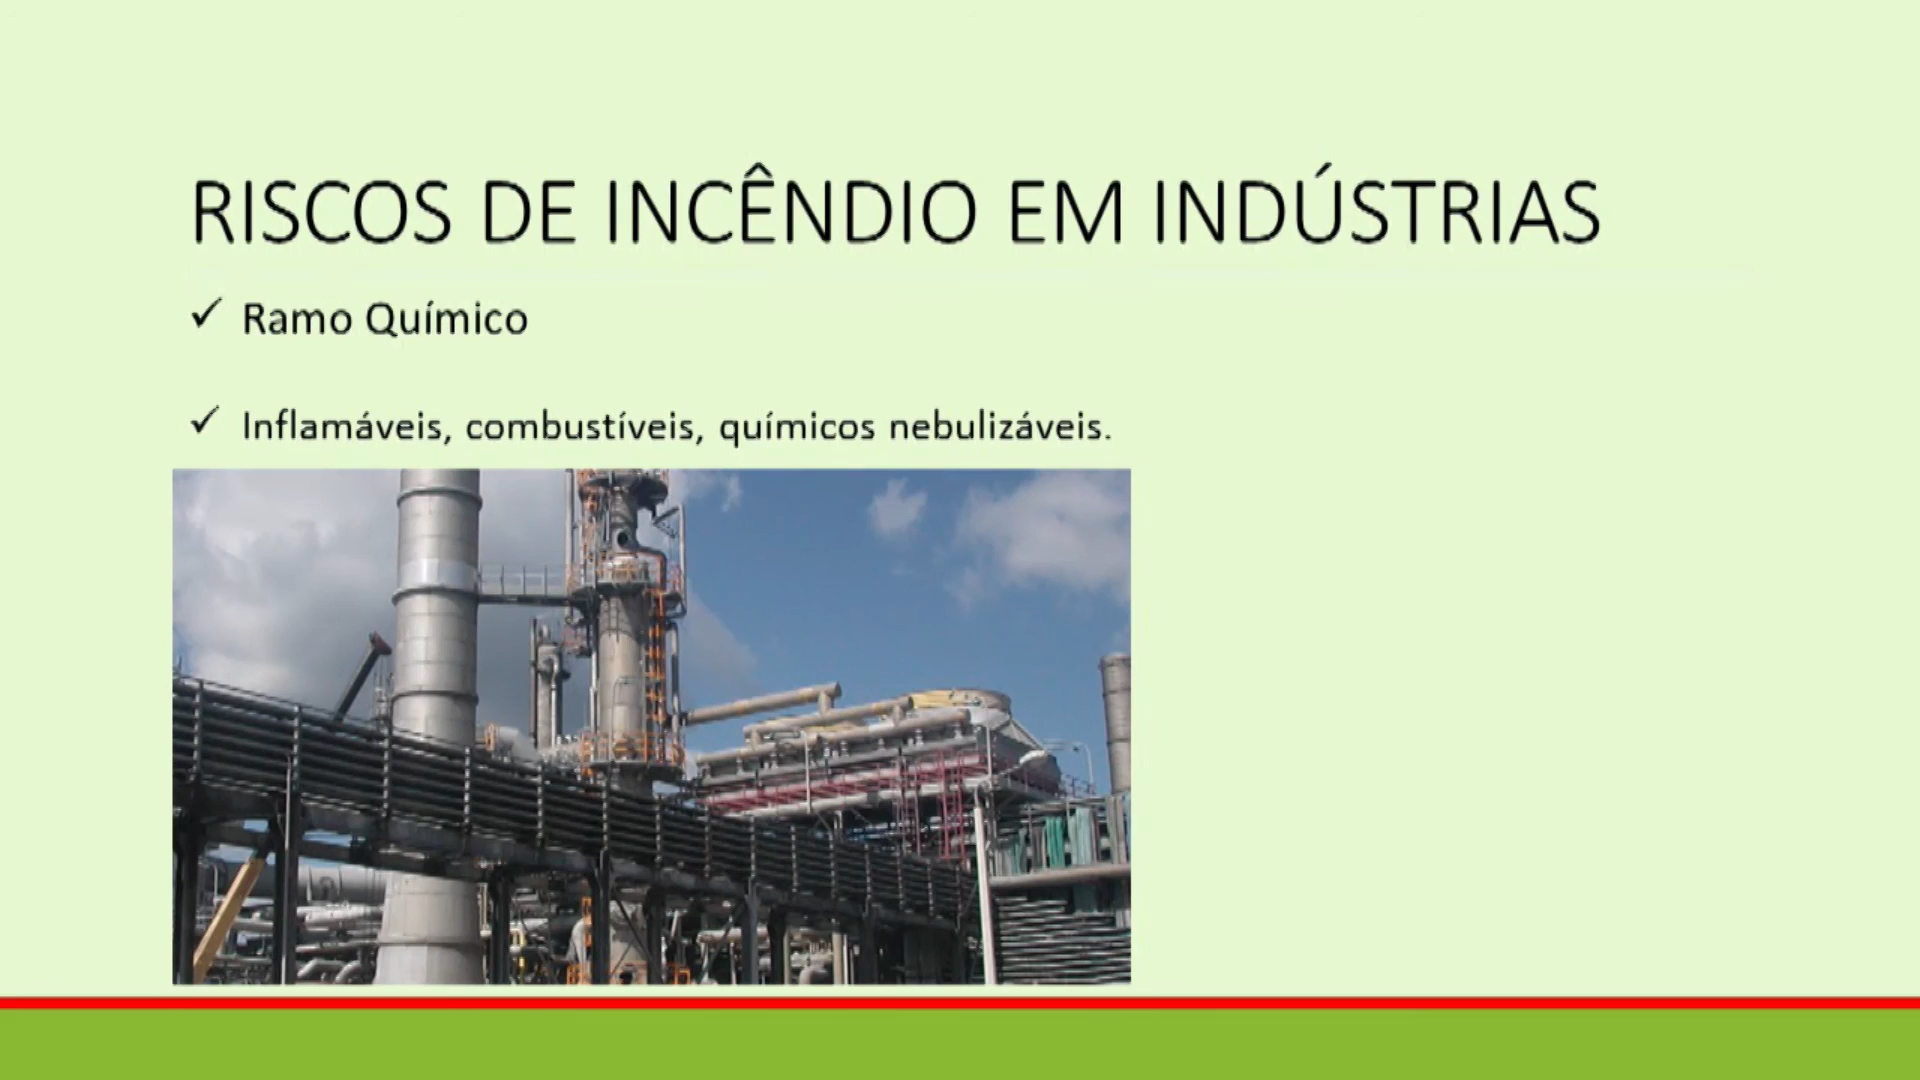 RISCOS DE INCÊNDIO EM INDÚSTRIAS
✓ Ramo Químico
✓ Inflamáveis, combustíveis, químicos nebulizáveis.